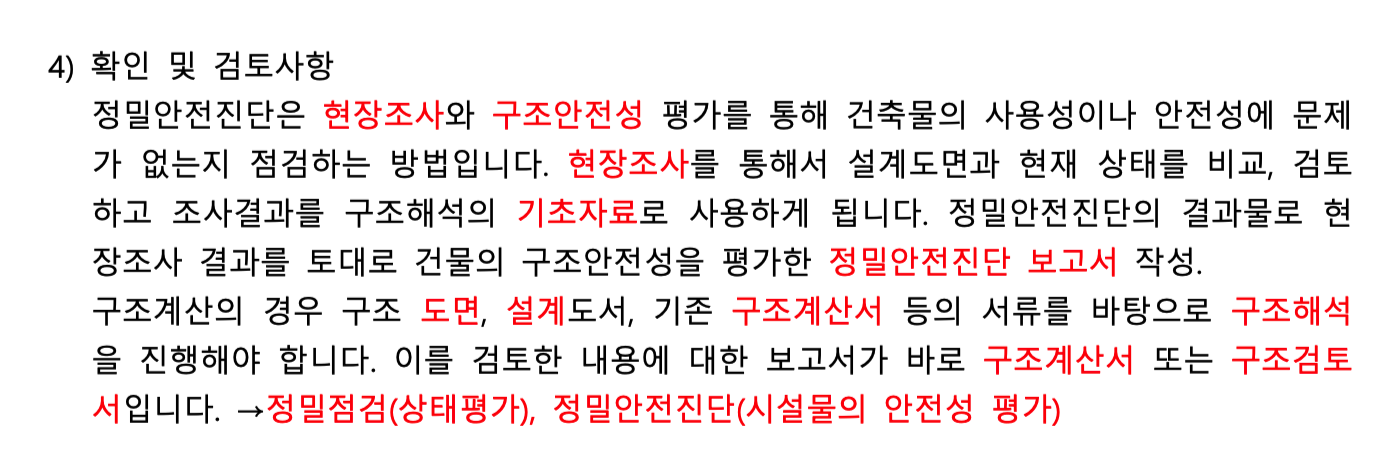 4) 확인 및 검토사항
정밀안전진단은 현장조사와 구조안전성 평가를 통해 건축물의 사용성이나 안전성에 문제
가 없는지 점검하는 방법입니다. 현장조사를 통해서 설계도면과 현재 상태를 비교, 검토
하고 조사결과를 구조해석의 기초자료로 사용하게 됩니다. 정밀안전진단의 결과물로 현
장조사 결과를 토대로 건물의 구조안전성을 평가한 정밀안전진단 보고서 작성.
구조계산의 경우 구조 도면, 설계도서, 기존 구조계산서 등의 서류를 바탕으로 구조해석
을 진행해야 합니다. 이를 검토한 내용에 대한 보고서가 바로 구조계산서 또는 구조검토
서입니다. →정밀점검(상태평가), 정밀안전진단(시설물의 안전성 평가)